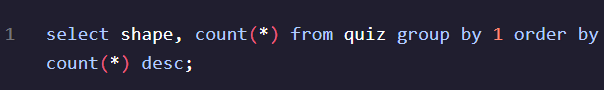 1 select shape, count(*) from quiz group by 1 order by
count(*) desc;